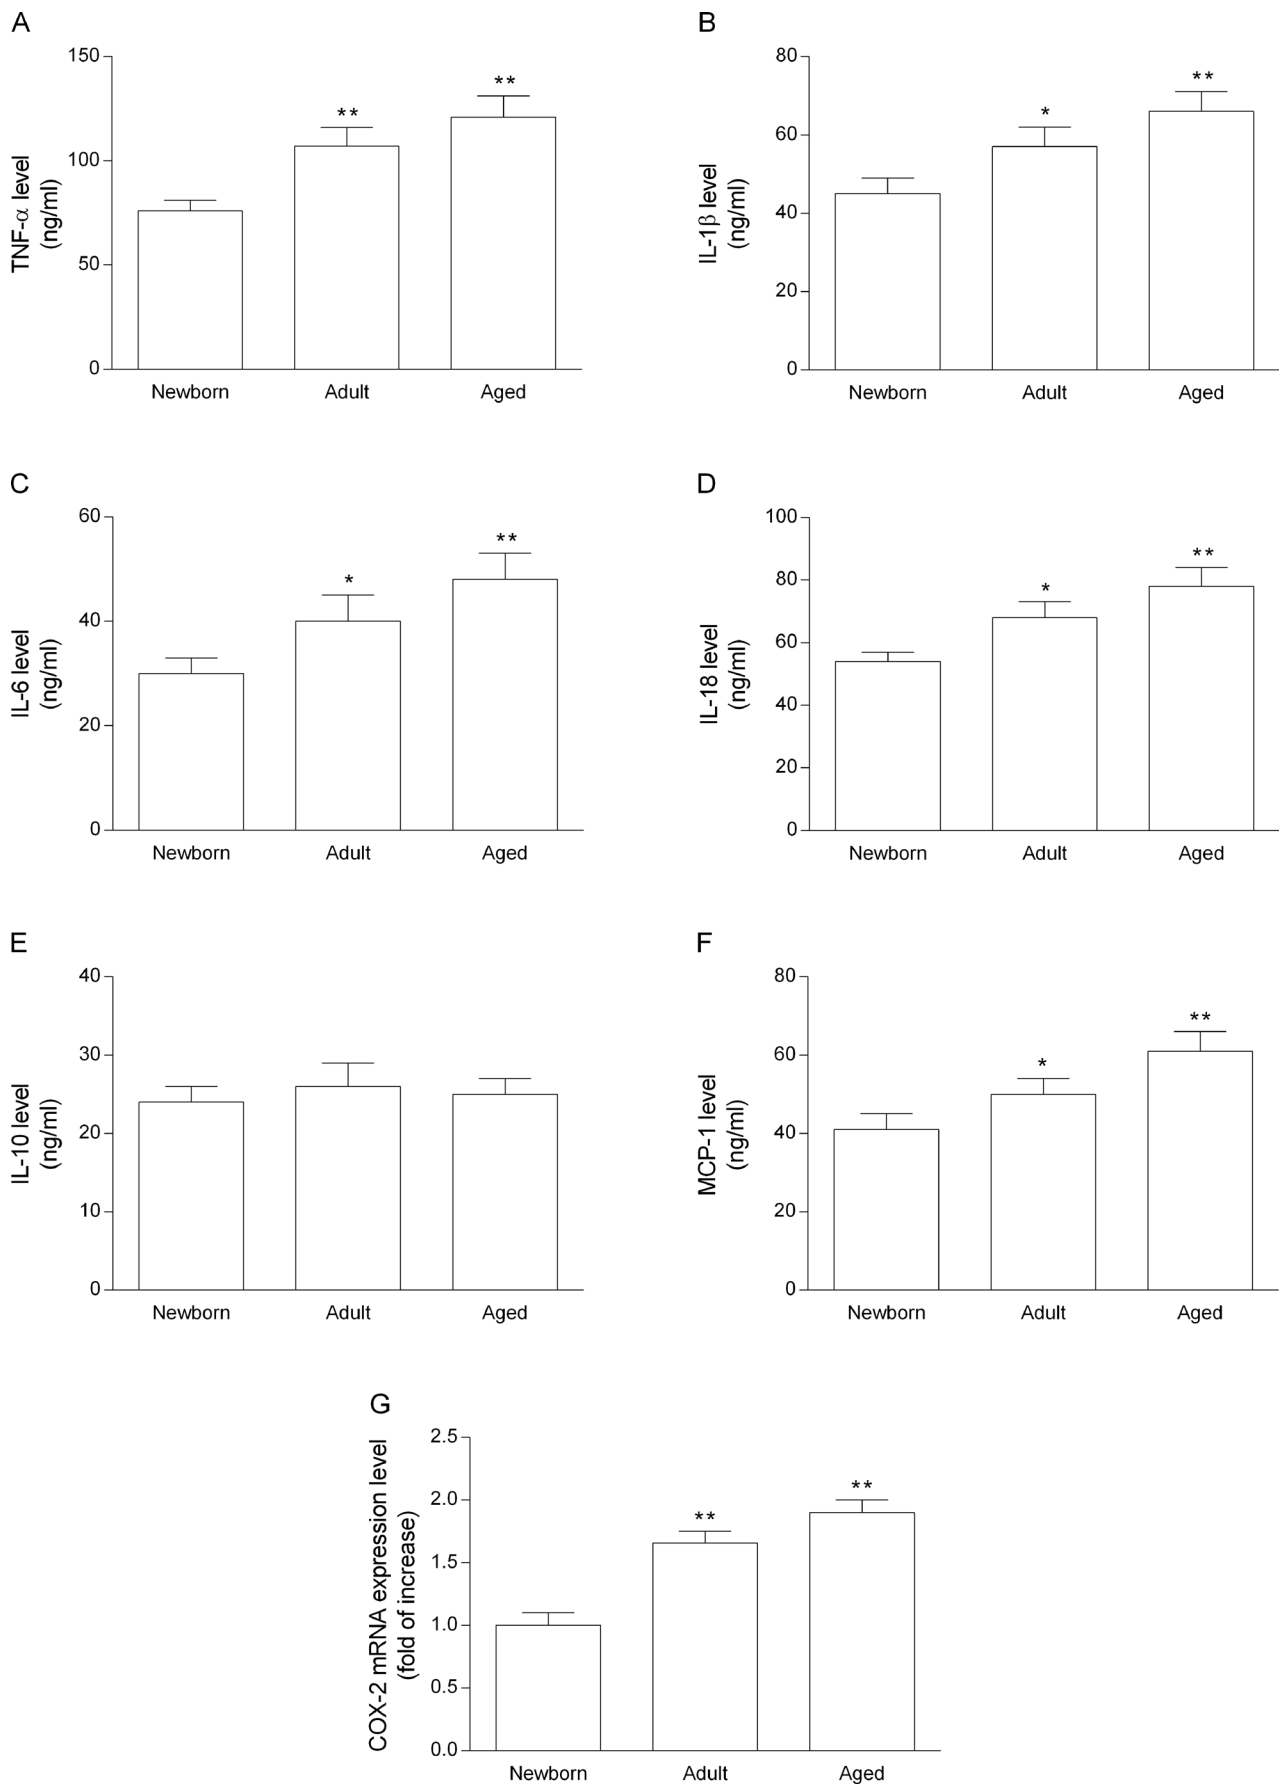 A
TNF-α level
(ng/ml)
150
100
50
0
**
**
Newborn Adult Aged
B
IL-1β level
(ng/ml)
80
60
40
20
0
*
**
Newborn Adult Aged
C
IL-6 level
(ng/ml)
60
40
20
0
*
**
Newborn Adult Aged
D
IL-18 level
(ng/ml)
100
80
60
40
20
0
*
**
Newborn Adult Aged
E
IL-10 level
(ng/ml)
40
30
20
10
0
Newborn Adult Aged
F
MCP-1 level
(ng/ml)
80
60
40
20
0
*
**
Newborn Adult Aged
G
COX-2 mRNA expression level
(fold of increase)
2.5
2.0
1.5
1.0
0.5
0.0
**
**
Newborn Adult Aged